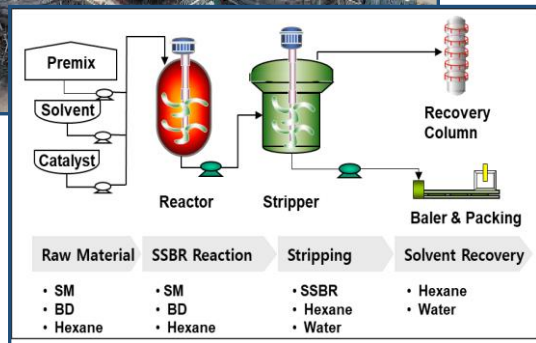 Premix
Solvent
Catalyst
Reactor
Stripper
Recovery
Column
Baler & Packing
Raw Material
SSBR Reaction
Stripping
Solvent Recovery
• SM
• BD
• Hexane
• SM
• BD
• Hexane
• SSBR
• Hexane
• Water
• Hexane
• Water